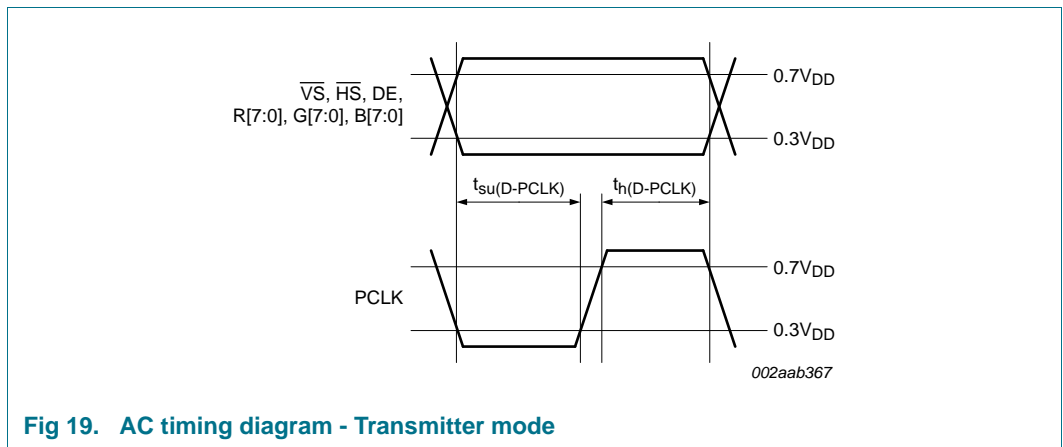 0.7VDD
VS, HS, DE,
R[7:0], G[7:0], B[7:0]
0.3VDD
tsu(D-PCLK)
th(D-PCLK)
0.7VDD
PCLK
0.3VDD
002aab367
Fig 19. AC timing diagram - Transmitter mode